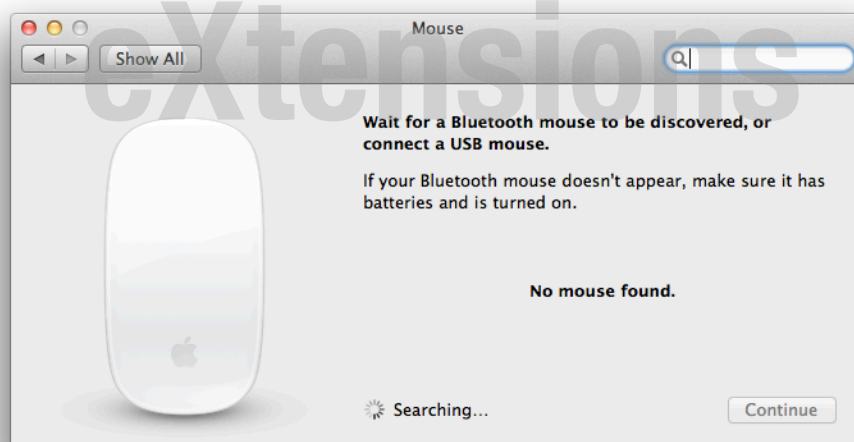 eXtensions
Mouse
Show All
Wait for a Bluetooth mouse to be discovered, or
connect a USB mouse.
If your Bluetooth mouse doesn't appear, make sure it has
batteries and is turned on.
No mouse found.
Searching...
Continue